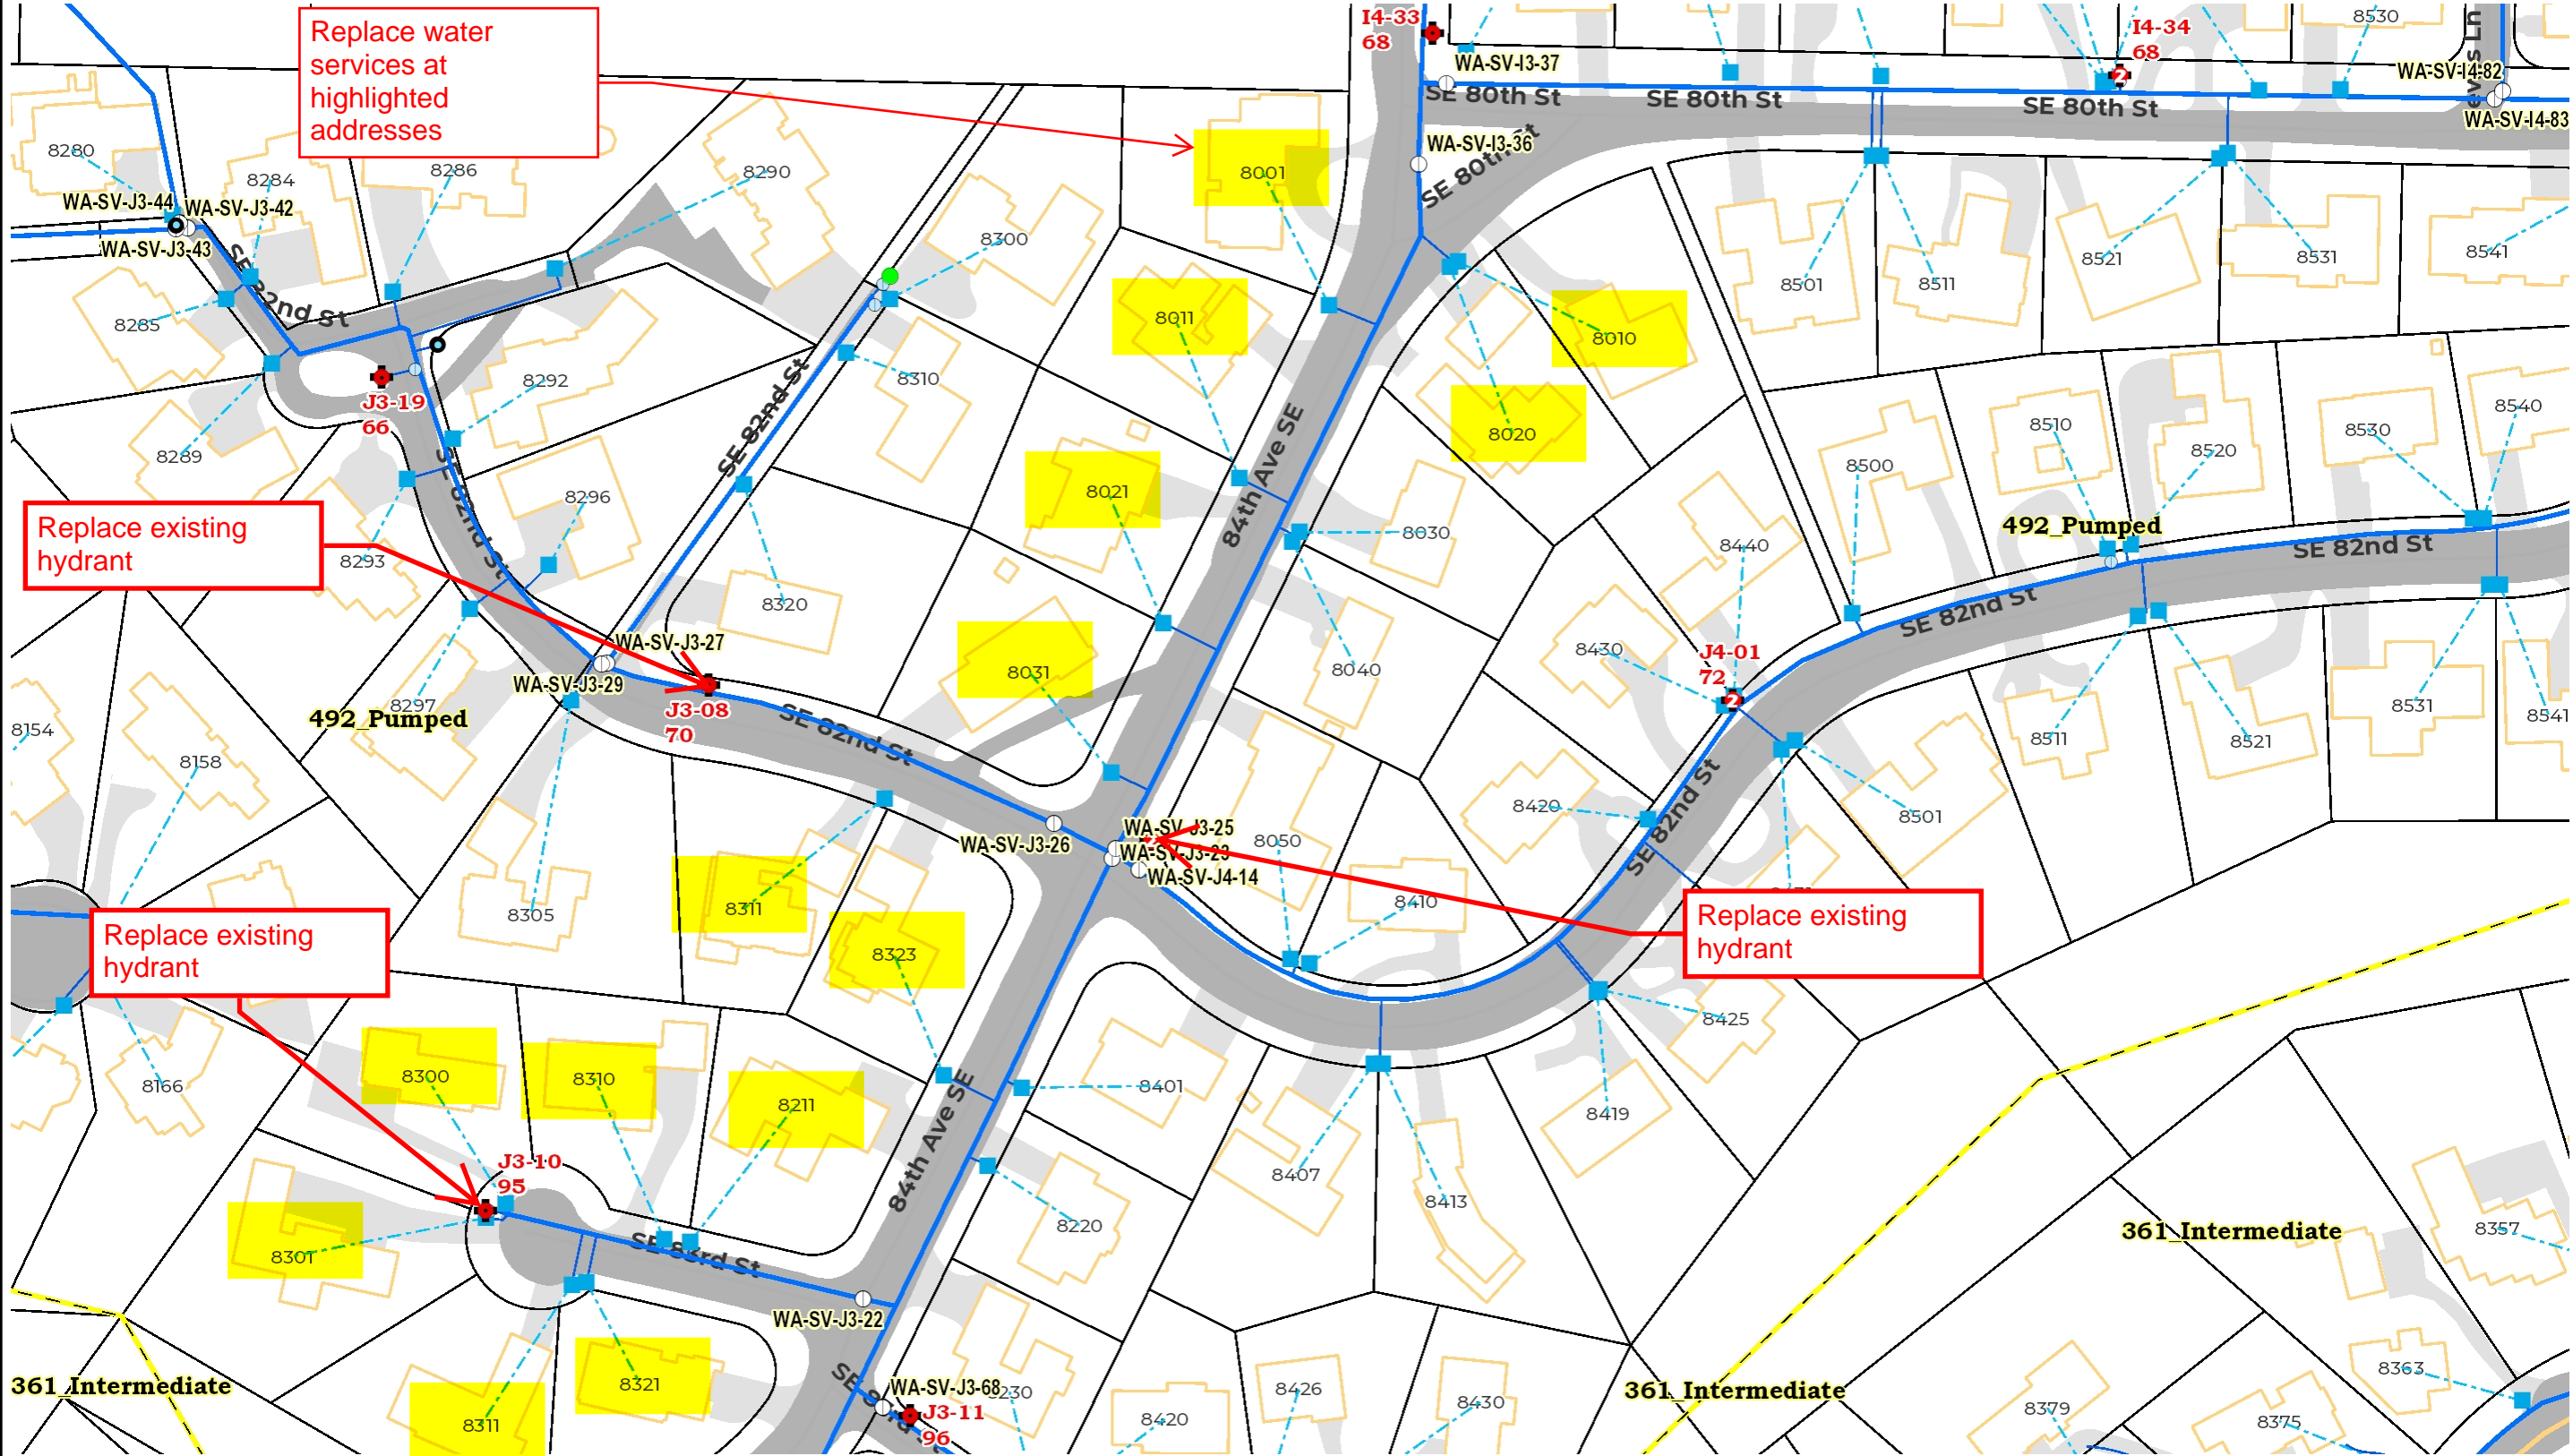 Replace water
services at
highlighted
addresses
I4-33
68
I4-34
68
8530
WA-SV-I3-37
WA-SV-I4-82
WA-SV-I4-83
SE 80th St
SE 80th St
SE 80th St
SE 80th St
WA-SV-I3-36
8280
8284
8286
8290
8300
8001
WA-SV-J3-44
WA-SV-J3-42
WA-SV-J3-43
SE 82nd St
8501
8511
8521
8531
8541
8285
8011
8010
8292
8310
8020
J3-19
66
8289
SE 82nd St
84th Ave SE
8021
8030
8296
SE 82nd St
8500
8510
8520
8530
8540
492_Pumped
SE 82nd St
SE 82nd St
Replace existing
hydrant
8293
8320
8440
8430
8031
8040
WA-SV-J3-27
WA-SV-J3-29
J3-08
70
J4-01
72
8297
492_Pumped
8154
8158
SE 82nd St
8511
8521
8531
8541
WA-SV-J3-25
WA-SV-J3-26
WA-SV-J3-23
WA-SV-J4-14
8050
8420
SE 82nd St
8501
8410
8305
8311
8323
Replace existing
hydrant
Replace existing
hydrant
8425
8300
8310
8211
8166
8401
8419
84th Ave SE
8407
8413
8220
J3-10
95
8301
SE 83rd St
361_Intermediate
8357
WA-SV-J3-22
361_Intermediate
8321
8311
WA-SV-J3-68
J3-11
96
8420
8426
8430
361_Intermediate
8379
8375
8363